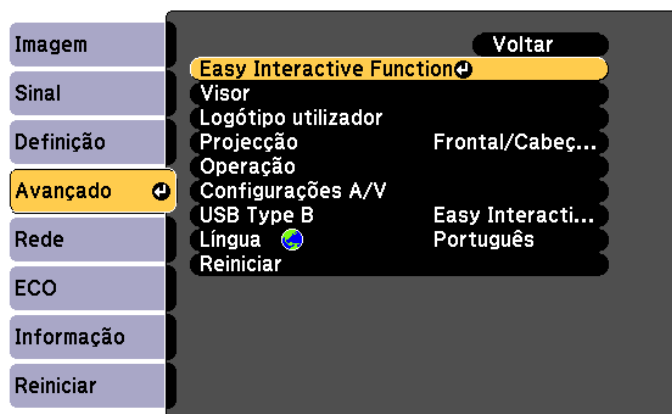 Imagem
Sinal
Definição
Avançado
Rede
ECO
Informação
Reiniciar
Voltar
Easy Interactive Function
Visor
Logótipo utilizador
Projecção Frontal/Cabeç...
Operação
Configurações A/V
USB Type B Easy Interacti...
Língua Português
Reiniciar